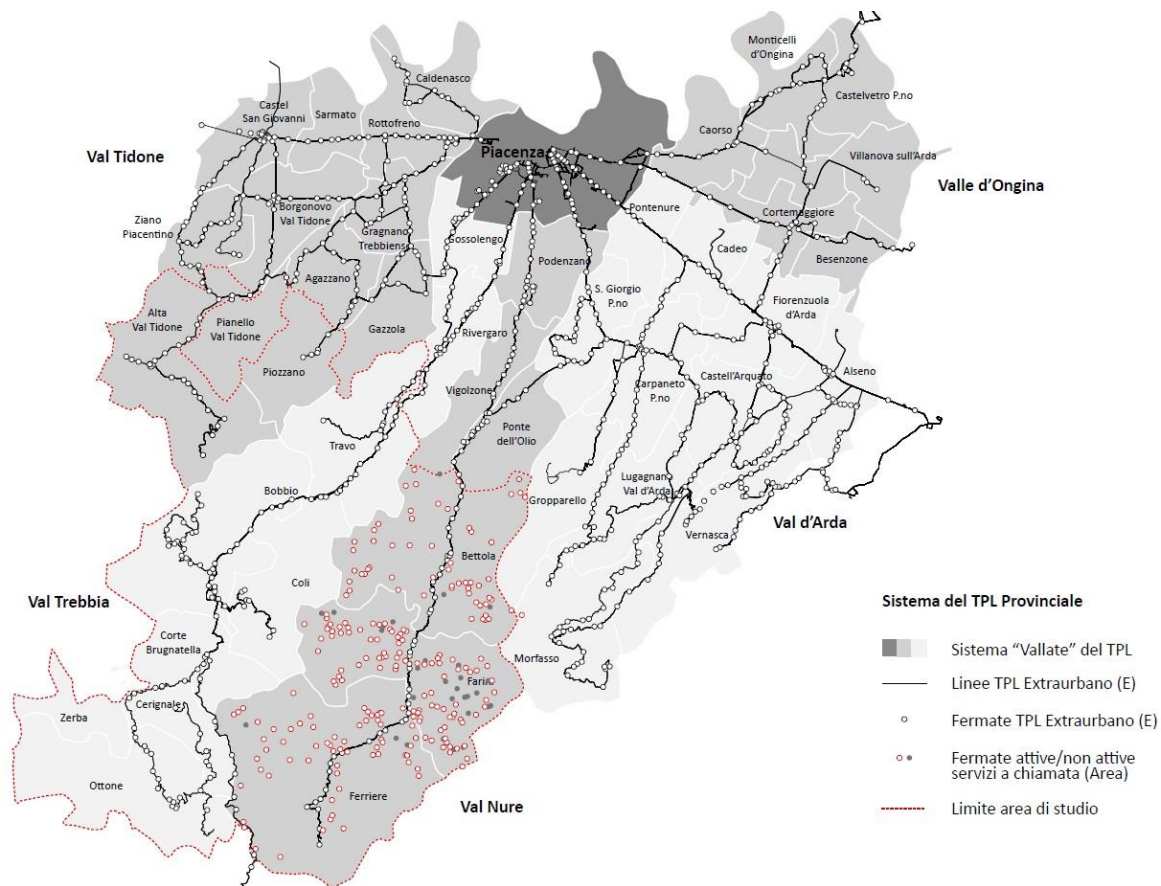 Monticelli
d'Ongina
Caldenasco
Castelvetro P.no
Castel
San Giovanni
Sarmato
Rottofreno
Caorso
Val Tidone
Piacenza
Villanova sull'Arda
Valle d'Ongina
Ziano
Piacentino
Borgonovo
Val Tidone
Gragnano
Trebbiens
Gossolengo
Pontenure
Cortemaggiore
Cadeo
Besenzone
Podenzano
Agazzano
S. Giorgio
P.no
Fiorenzuola
d'Arda
Alta
Val Tidone
Pianello
Val Tidone
Gazzola
Rivergaro
Piozzano
Vigolzone
Carpaneto
P.no
Castell'Arquato
Alseno
Travo
Ponte
dell'Olio
Bobbio
Gropparello
Lugagnan
Val d'Arda
Vernasca
Val d'Arda
Bettola
Coli
Val Trebbia
Corte
Brugnatella
Morfasso
Farin
Zerba
Cerignale
Ottone
Ferriere
Val Nure
Sistema del TPL Provinciale
Sistema "Vallate" del TPL
Linee TPL Extraurbano (E)
Fermate TPL Extraurbano (E)
Fermate attive/non attive
servizi a chiamata (Area)
Limite area di studio